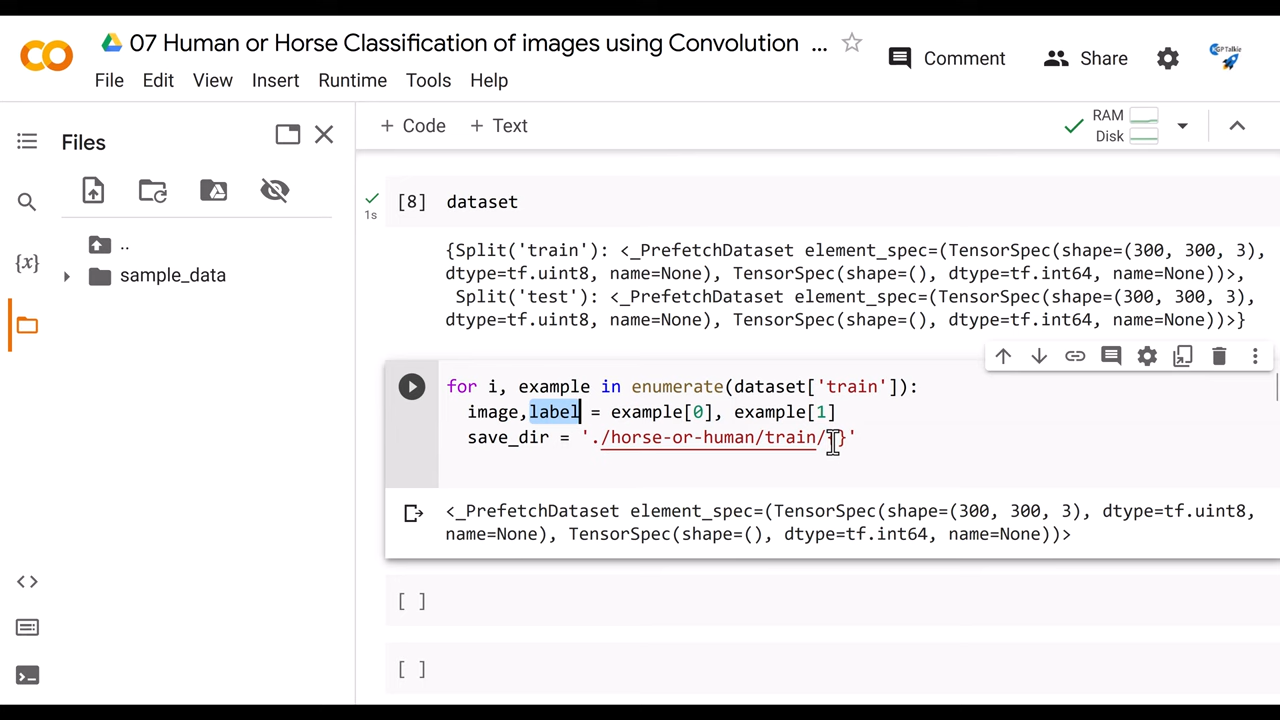 07 Human or Horse Classification of images using Convolution ...
Comment
Share
KGP Talkie
File Edit View Insert Runtime Tools Help
Files
+ Code + Text
RAM
Disk
..
sample_data
{x}
1s
[8] dataset
{Split('train'): <_PrefetchDataset element_spec=(TensorSpec(shape=(300, 300, 3),
dtype=tf.uint8, name=None), TensorSpec(shape=(), dtype=tf.int64, name=None))>,
Split('test'): <_PrefetchDataset element_spec=(TensorSpec(shape=(300, 300, 3),
dtype=tf.uint8, name=None), TensorSpec(shape=(), dtype=tf.int64, name=None))>}
for i, example in enumerate(dataset['train']):
image,label = example[0], example[1]
save_dir = './horse-or-human/train/{}'
<_PrefetchDataset element_spec=(TensorSpec(shape=(300, 300, 3), dtype=tf.uint8,
name=None), TensorSpec(shape=(), dtype=tf.int64, name=None))>
[ ]
[ ]